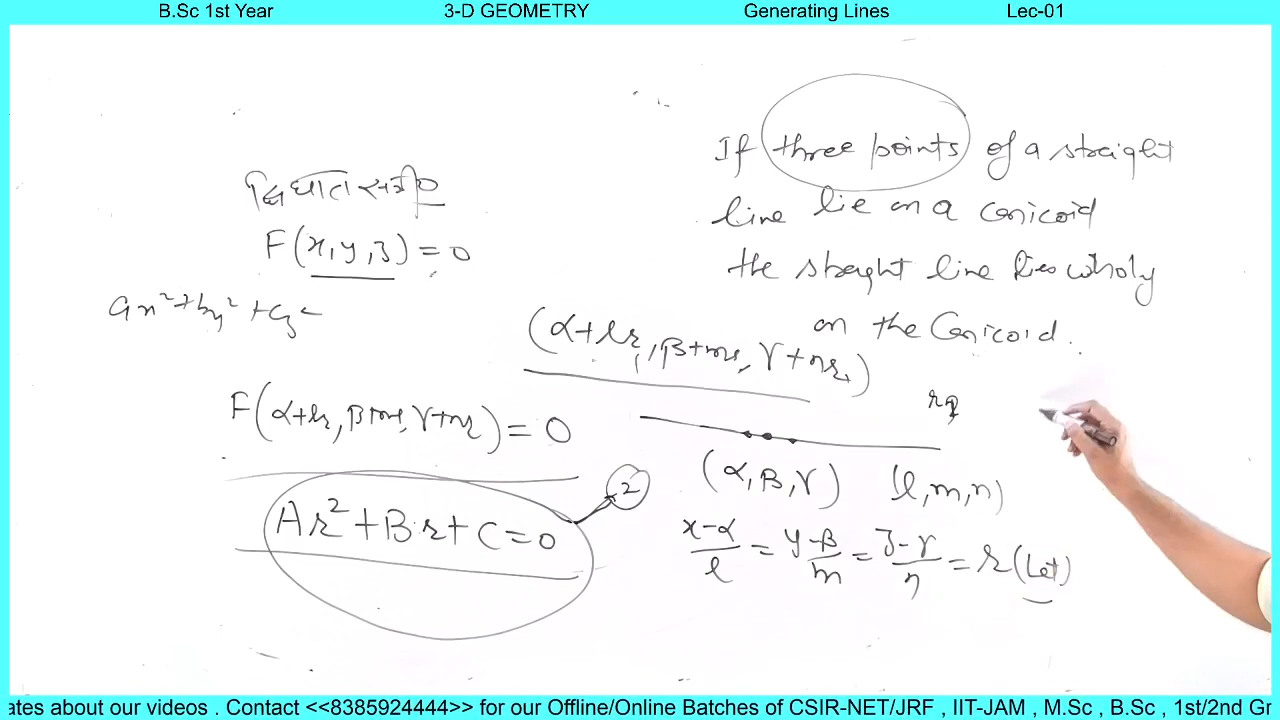 B.Sc 1st Year 3-D GEOMETRY Generating Lines Lec-01
If three points of a straight
line lie on a Conicoid
the straight line lies wholy
on the Conicoid.
F(x,y,z)=0
ax²+by²+cz²
(α+lr, β+mr, γ+nr)
F(α+lr, β+mr, γ+nr)=0
(α,β,γ) (l,m,n)
Ar²+B.r+C=0
2
x-α/l = y-β/m = z-γ/n = r(Let)
ates about our videos . Contact <<8385924444>> for our Offline/Online Batches of CSIR-NET/JRF , IIT-JAM , M.Sc , B.Sc , 1st/2nd Gr